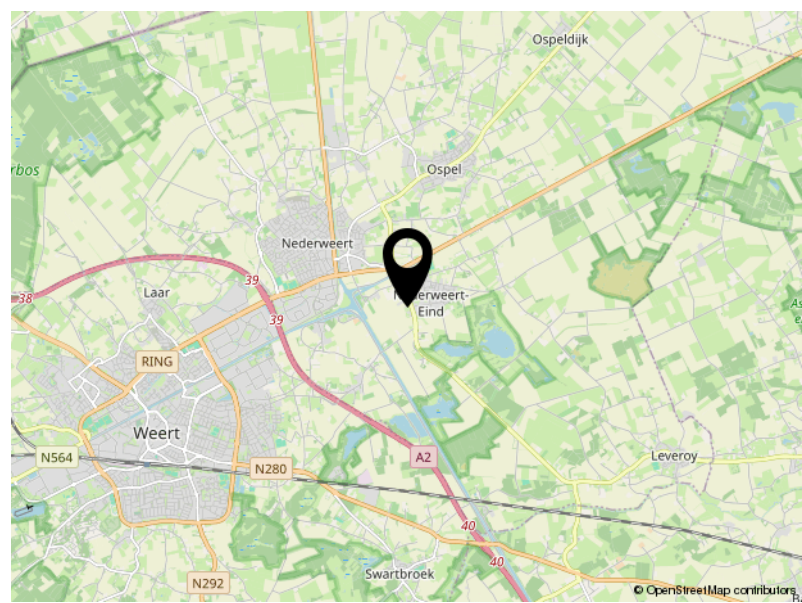 Ospeldijk
rbos
Ospel
Nederweert
39
38
Laar
Nederweert-
Eind
39
RING
Weert
N564
N280
A2
Leveroy
40
40
Swartbroek
N292
© OpenStreetMap contributors